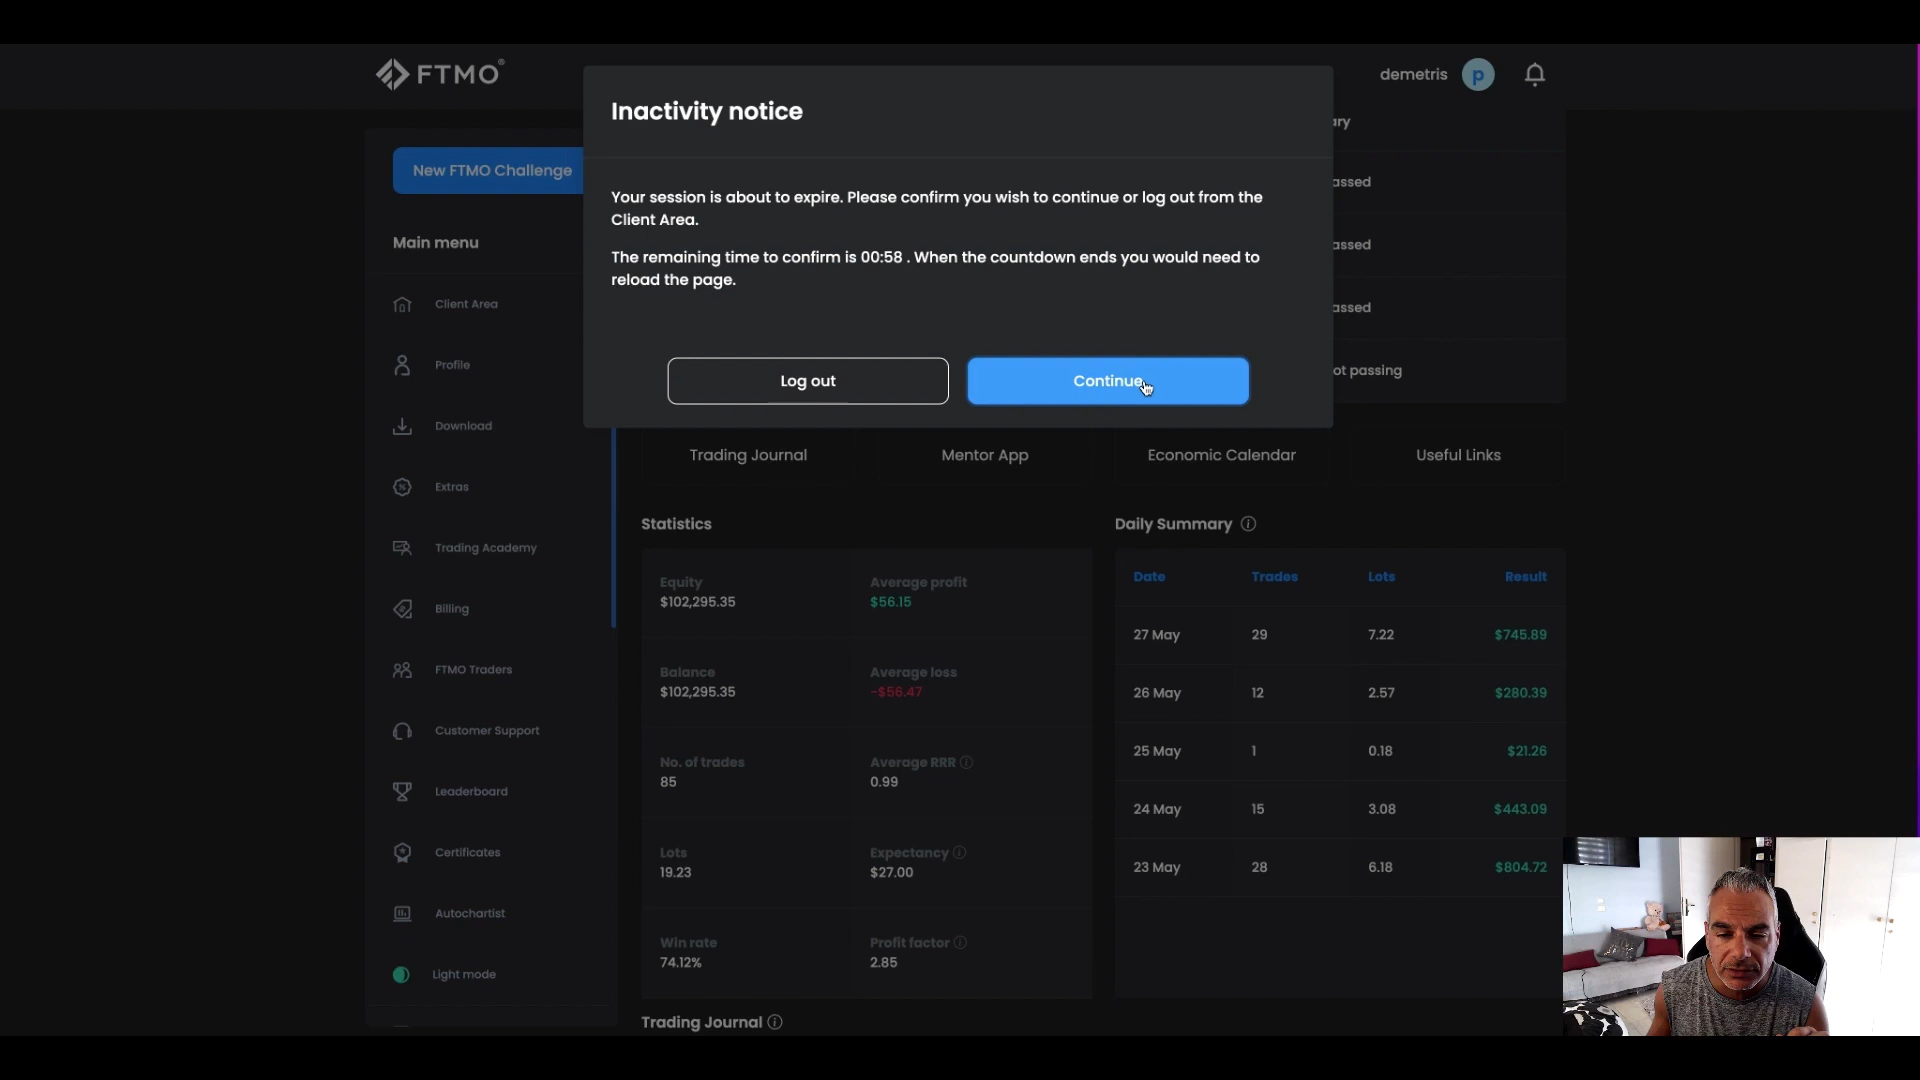 FTMO®
demetris
p
Inactivity notice
Your session is about to expire. Please confirm you wish to continue or log out from the
Client Area.
The remaining time to confirm is 00:58 . When the countdown ends you would need to
reload the page.
Log out
Continue
New FTMO Challenge
Main menu
Client Area
Profile
Download
Extras
Trading Academy
Billing
FTMO Traders
Customer Support
Leaderboard
Certificates
Autochartist
Light mode
ary
assed
assed
assed
ot passing
Trading Journal
Mentor App
Economic Calendar
Useful Links
Statistics
Equity
$102,295.35
Average profit
$56.15
Balance
$102,295.35
Average loss
-$56.47
No. of trades
85
Average RRR
0.99
Lots
19.23
Expectancy
$27.00
Win rate
74.12%
Profit factor
2.85
Daily Summary
Date Trades Lots Result
27 May 29 7.22 $745.89
26 May 12 2.57 $280.39
25 May 1 0.18 $21.26
24 May 15 3.08 $443.09
23 May 28 6.18 $804.72
Trading Journal